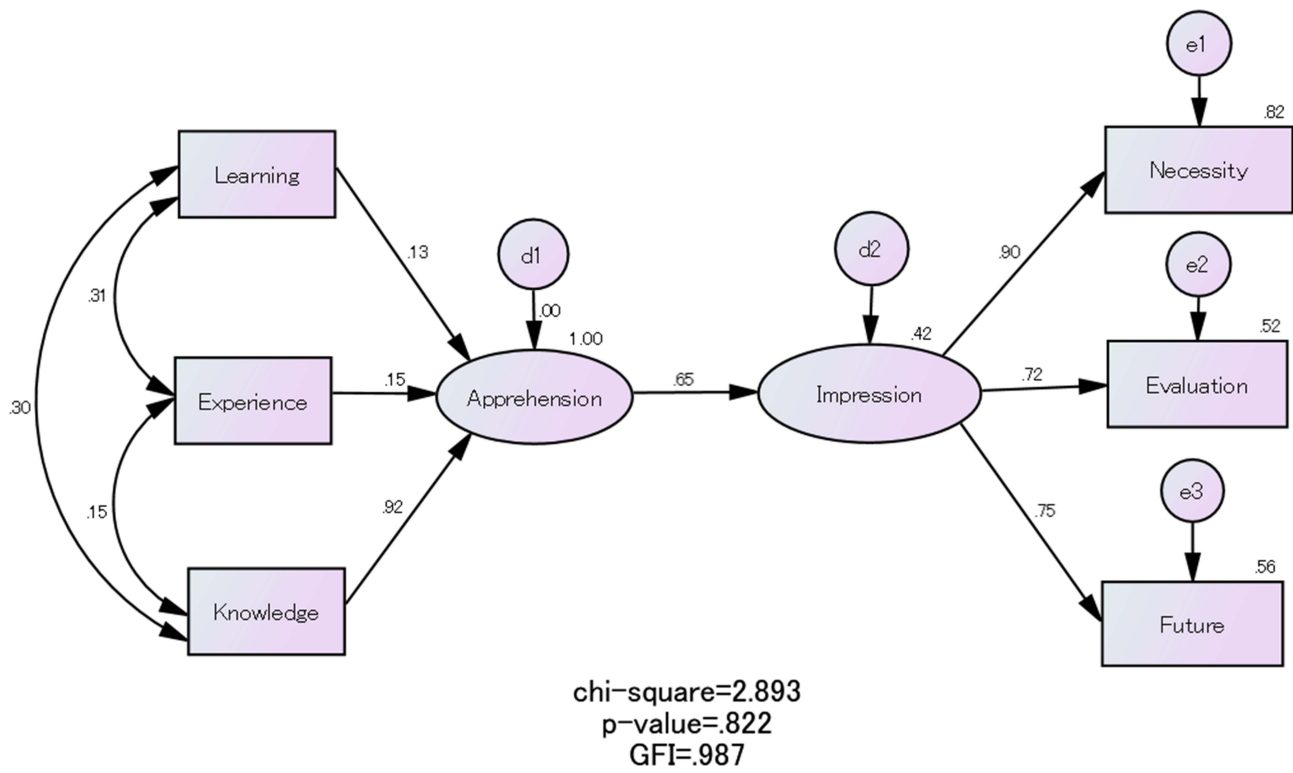 e1
.82
Necessity
Learning
.13
.90
d1
d2
e2
.31
.00
1.00
.42
.52
Experience
.15
Apprehension
.65
Impression
.72
Evaluation
.30
.15
.92
.75
e3
.56
Knowledge
Future
chi-square=2.893
p-value=.822
GFI=.987